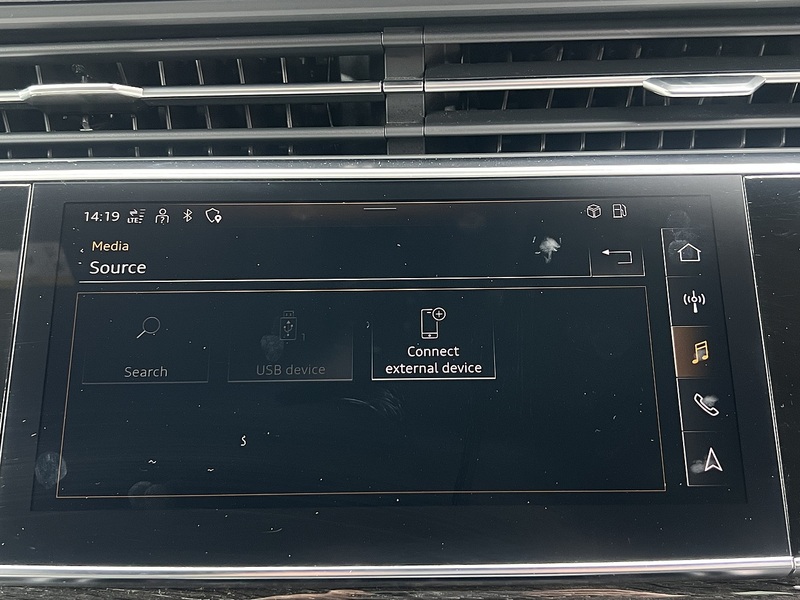 14:19 LTE
Media
Source
Search
USB device
1
Connect
external device